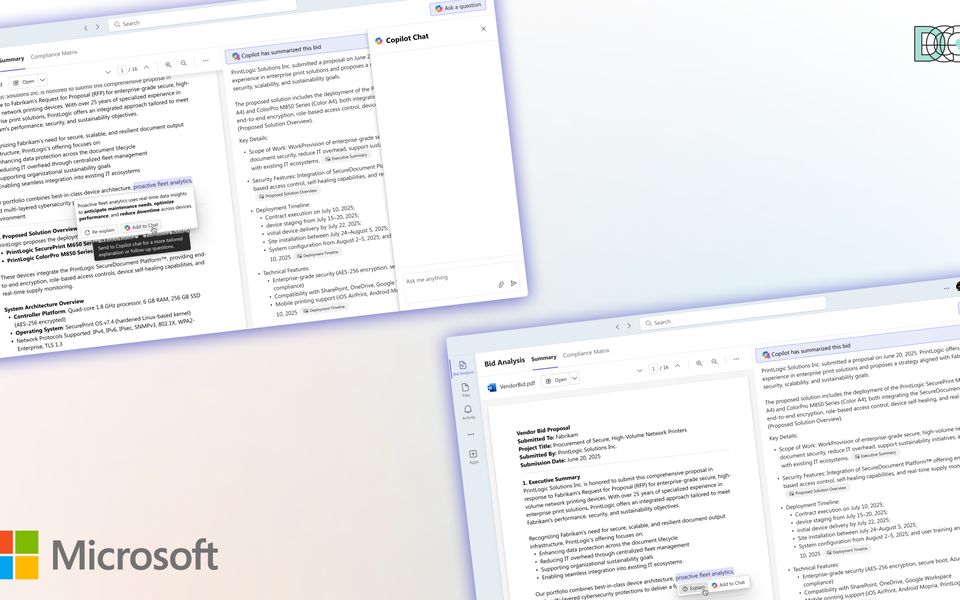 Search
Ask a question
Summary
Compliance Matrix
Open
1 / 16
Copilot has summarized this bid
Copilot Chat
Solutions Inc. is honored to submit this comprehensive proposal in
to Fabrikam's Request for Proposal (RFP) for enterprise-grade secure, high-
network printing devices. With over 25 years of specialized experience in
print solutions, PrintLogic offers an integrated approach tailored to meet
performance, security, and sustainability objectives.
Recognizing Fabrikam's need for secure, scalable, and resilient document output
infrastructure, PrintLogic's offering focuses on:
Enhancing data protection across the document lifecycle
Reducing IT overhead through centralized fleet management
Supporting organizational sustainability goals
Enabling seamless integration into existing IT ecosystems
portfolio combines best-in-class device architecture, proactive fleet analytics,
multi-layered cybersecurity
Proactive fleet analytics uses real-time data insights
to anticipate maintenance needs, optimize
performance, and reduce downtime across devices.
Re-explain
Add to Chat
Send to Copilot chat for a more tailored
explanation or follow-up questions.
Proposed Solution Overview
PrintLogic proposes the deployment
• PrintLogic SecurePrint M650
• PrintLogic ColorPro M850 Series
These devices integrate the PrintLogic SecureDocument Platform™, providing end-
to-end encryption, role-based access control, device self-healing capabilities, and
real-time supply monitoring.
System Architecture Overview
• Controller Platform: Quad-core 1.8 GHz processor, 6 GB RAM, 256 GB SSD
(AES-256 encrypted)
• Operating System: SecurePrint OS v7.4 (hardened Linux-based kernel)
• Network Protocols Supported: IPv4, IPv6, IPsec, SNMPv3, 802.1X, WPA2-
Enterprise, TLS 1.3
PrintLogic Solutions Inc. submitted a proposal on June 2
experience in enterprise print solutions and proposes a
security, scalability, and sustainability goals.
The proposed solution includes the deployment of the P
A4) and ColorPro M850 Series (Color A4), both integrating
end-to-end encryption, role-based access control, device
(Proposed Solution Overview).
Key Details:
• Scope of Work: WorkProvision of enterprise-grade
document security, reduce IT overhead, support sust
with existing IT ecosystems. Executive Summary
• Security Features: Integration of SecureDocument Pl
based access control, self-healing capabilities, and re
Proposed Solution Overview
• Deployment Timeline:
• Contract execution on July 10, 2025;
• device staging from July 15–20, 2025;
• initial device delivery by July 22, 2025;
• Site installation between July 24–August 5, 2025;
• System configuration from August 2–5, 2025, and
10, 2025 Deployment Timeline
• Technical Features:
• Enterprise-grade security (AES-256 encryption, se
compliance)
• Compatibility with SharePoint, OneDrive, Google
• Mobile printing support (iOS AirPrint, Android Mo
10, 2025 Deployment Timeline
Ask me anything
Search
Bid Analysis
Files
Activity
Apps
Bid Analysis
Summary
Compliance Matrix
VendorBid.pdf
Open
1 / 16
Copilot has summarized this bid
Vendor Bid Proposal
Submitted To: Fabrikam
Project Title: Procurement of Secure, High-Volume Network Printers
Submitted By: PrintLogic Solutions Inc.
Submission Date: June 20, 2025
1. Executive Summary
PrintLogic Solutions Inc. is honored to submit this comprehensive proposal in
response to Fabrikam's Request for Proposal (RFP) for enterprise-grade secure, high-
volume network printing devices. With over 25 years of specialized experience in
enterprise print solutions, PrintLogic offers an integrated approach tailored to meet
Fabrikam's performance, security, and sustainability objectives.
Recognizing Fabrikam's need for secure, scalable, and resilient document output
infrastructure, PrintLogic's offering focuses on:
• Enhancing data protection across the document lifecycle
• Reducing IT overhead through centralized fleet management
• Supporting organizational sustainability goals
• Enabling seamless integration into existing IT ecosystems
Our portfolio combines best-in-class device architecture, proactive fleet analytics,
multi-layered cybersecurity protections to deliver a
Explain
Add to Chat
PrintLogic Solutions Inc. submitted a proposal on June 20, 2025. PrintLogic offers
experience in enterprise print solutions and proposes a strategy aligned with Fab
security, scalability, and sustainability goals.
The proposed solution includes the deployment of the PrintLogic SecurePrint M
A4) and ColorPro M850 Series (Color A4), both integrating with the SecureDocum
end-to-end encryption, role-based access control, device self-healing, and real-
(Proposed Solution Overview).
Key Details:
• Scope of Work: WorkProvision of enterprise-grade secure, high-volume ne
document security, reduce IT overhead, support sustainability initiatives, a
with existing IT ecosystems. Executive Summary
• Security Features: Integration of SecureDocument Platform™ offering en
based access control, self-healing capabilities, and real-time supply mon
Proposed Solution Overview
• Deployment Timeline:
• Contract execution on July 10, 2025;
• device staging from July 15–20, 2025;
• initial device delivery by July 22, 2025;
• Site installation between July 24–August 5, 2025;
• System configuration from August 2–5, 2025, and user training and
10, 2025 Deployment Timeline
• Technical Features:
• Enterprise-grade security (AES-256 encryption, secure boot, Az
compliance)
• Compatibility with SharePoint, OneDrive, Google Workspace
• Mobile printing support (iOS AirPrint, Android
Microsoft